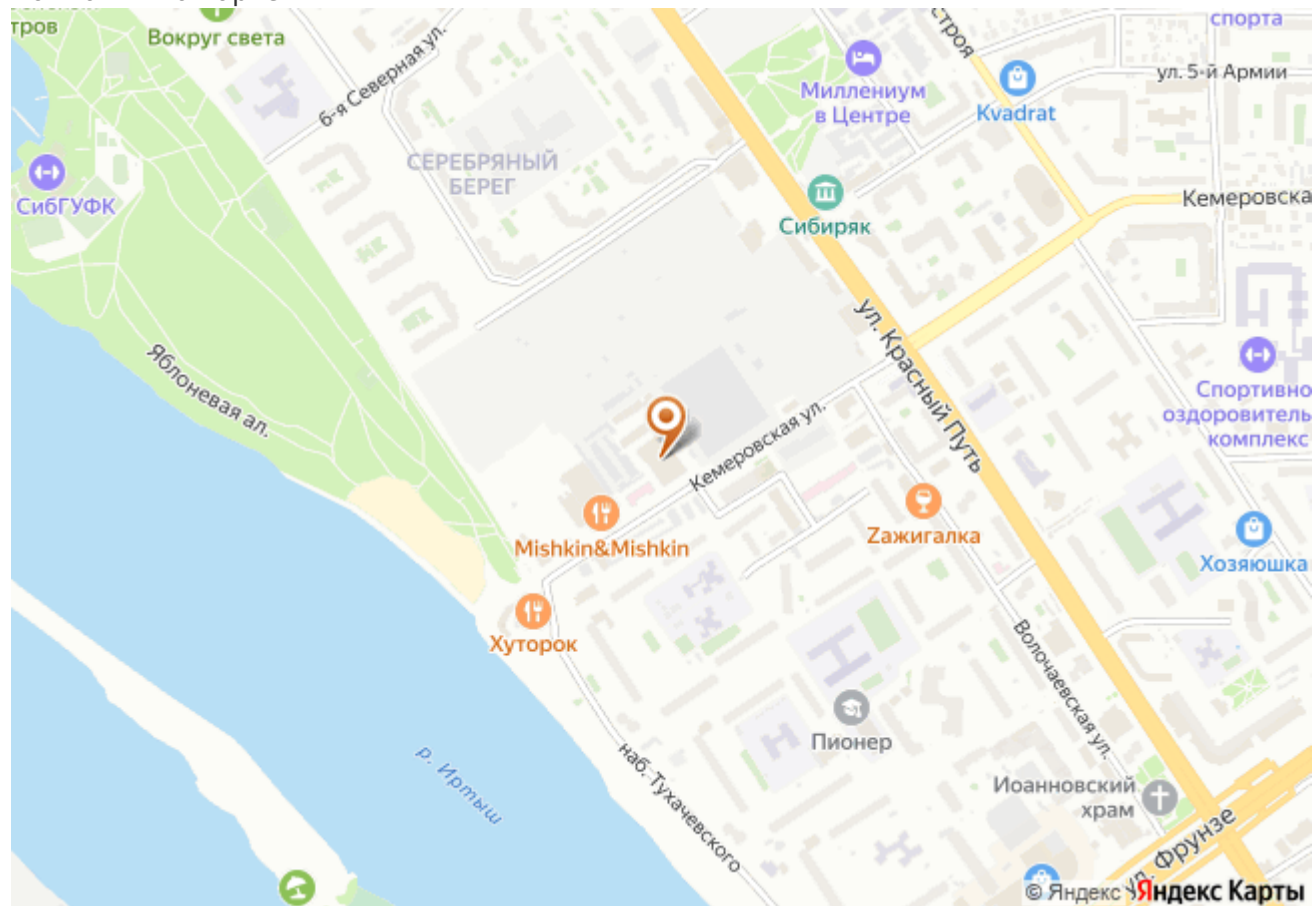 тров
Вокруг света
6-я Северная ул.
спорта
строя
ул. 5-й Армии
Миллениум
в Центре
Kvadrat
СЕРЕБРЯНЫЙ
БЕРЕГ
СибГУФК
Сибиряк
Кемеровска
ул. Красный Путь
Яблоневая ал.
Спортивно
оздоровитель
комплекс
Кемеровская ул.
Mishkin&Mishkin
Zажигалка
Хозяюшка
Хуторок
Волочаевская ул.
Пионер
р. Иртыш
наб. Тухачевского
Иоанновский
храм
ул. Фрунзе
© Яндекс Яндекс Карты